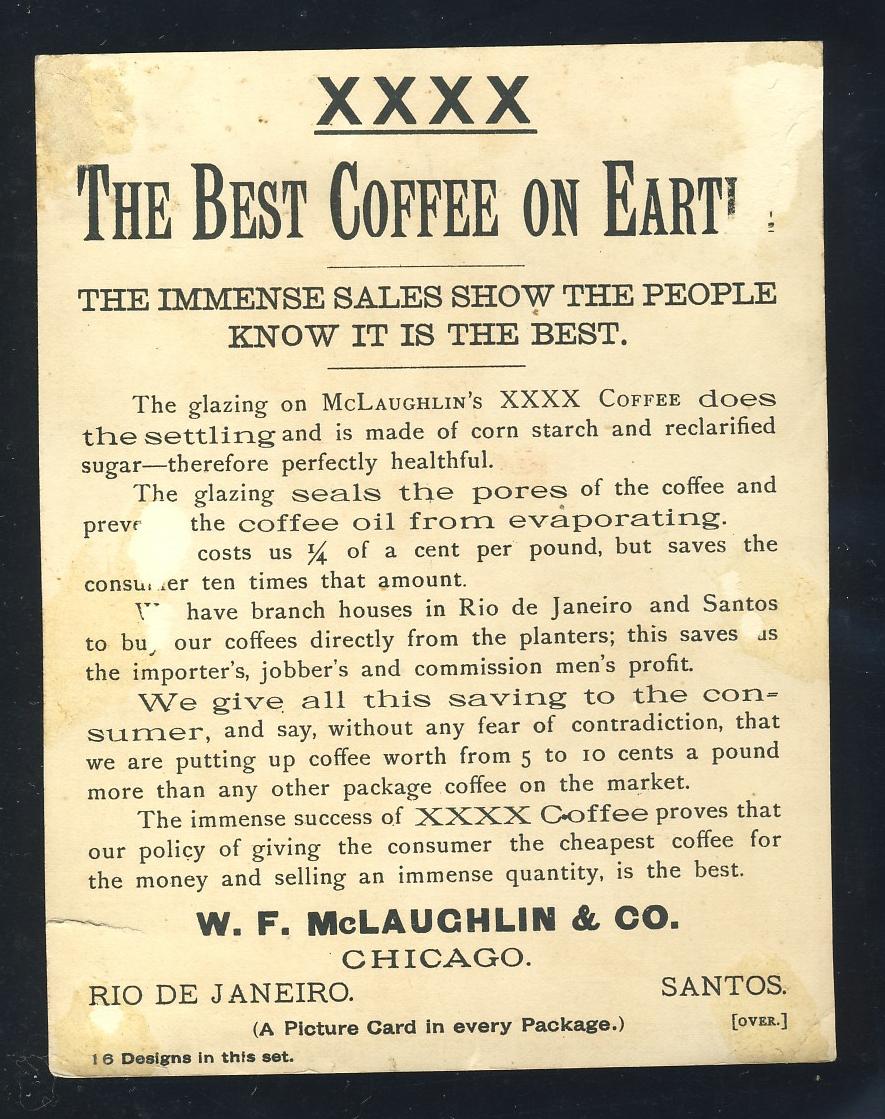 XXXX
THE BEST COFFEE ON EART
THE IMMENSE SALES SHOW THE PEOPLE
KNOW IT IS THE BEST.
The glazing on MCLAUGHLIN'S XXXX COFFEE does
the settling and is made of corn starch and reclarified
sugar—therefore perfectly healthful.
The glazing seals the pores of the coffee and
preve the coffee oil from evaporating.
costs us ¼ of a cent per pound, but saves the
consumer ten times that amount.
We have branch houses in Rio de Janeiro and Santos
to buy our coffees directly from the planters; this saves us
the importer's, jobber's and commission men's profit.
We give all this saving to the con-
sumer, and say, without any fear of contradiction, that
we are putting up coffee worth from 5 to 10 cents a pound
more than any other package coffee on the market.
The immense success of XXXX Coffee proves that
our policy of giving the consumer the cheapest coffee for
the money and selling an immense quantity, is the best.
W. F. McLAUGHLIN & CO.
CHICAGO.
RIO DE JANEIRO. SANTOS.
(A Picture Card in every Package.) [OVER.]
16 Designs in this set.